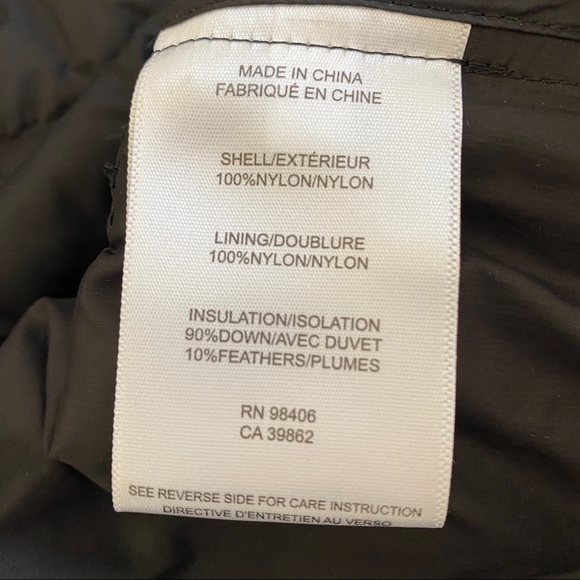 MADE IN CHINA
FABRIQUÉ EN CHINE
SHELL/EXTÉRIEUR
100%NYLON/NYLON
LINING/DOUBLURE
100%NYLON/NYLON
INSULATION/ISOLATION
90%DOWN/AVEC DUVET
10%FEATHERS/PLUMES
RN 98406
CA 39862
SEE REVERSE SIDE FOR CARE INSTRUCTION
DIRECTIVE D'ENTRETIEN AU VERSO